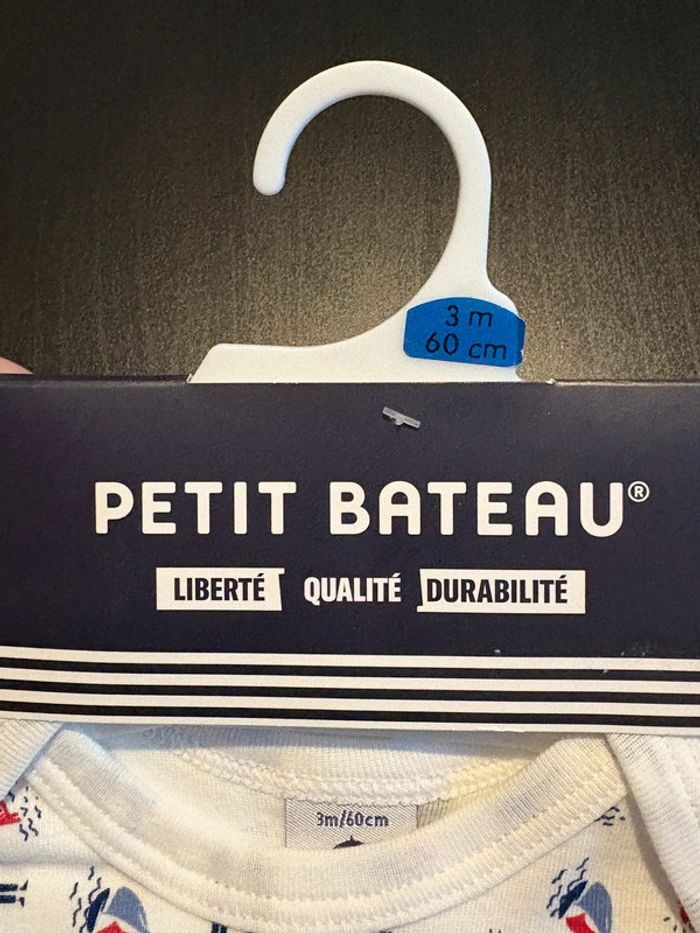 3 m
60 cm
PETIT BATEAU®
LIBERTÉ QUALITÉ DURABILITÉ
3m/60cm